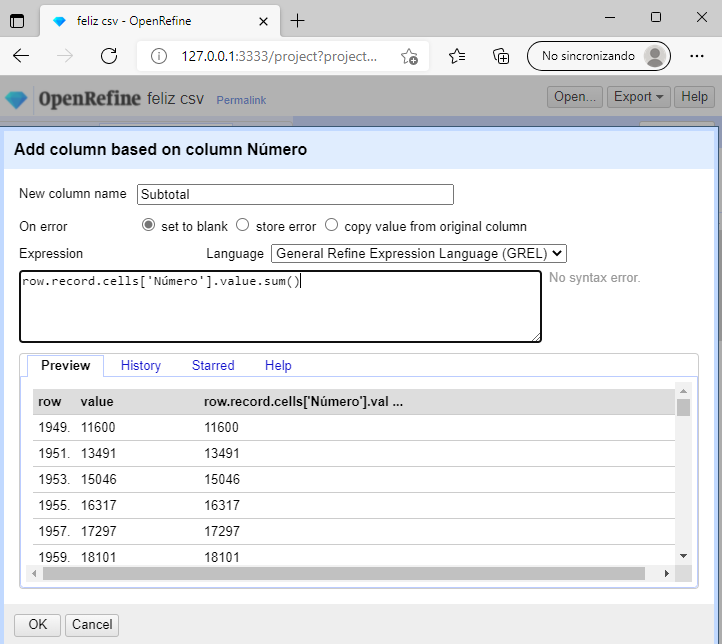 feliz csv - OpenRefine
127.0.0.1:3333/project?project...
No sincronizando
OpenRefine feliz csv Permalink
Open... Export Help
Add column based on column Número
New column name Subtotal
On error set to blank store error copy value from original column
Expression Language General Refine Expression Language (GREL)
row.record.cells['Número'].value.sum()
No syntax error.
Preview History Starred Help
row value row.record.cells['Número'].val ...
1949. 11600 11600
1951. 13491 13491
1953. 15046 15046
1955. 16317 16317
1957. 17297 17297
1959. 18101 18101
OK Cancel